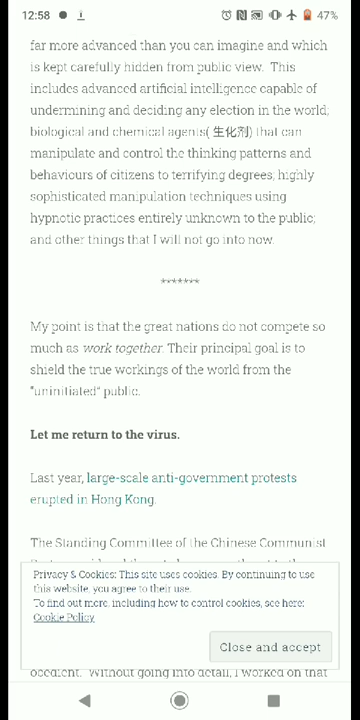 12:58
47%
far more advanced than you can imagine and which
is kept carefully hidden from public view. This
includes advanced artificial intelligence capable of
undermining and deciding any election in the world;
biological and chemical agents( 生化剂) that can
manipulate and control the thinking patterns and
behaviours of citizens to terrifying degrees; highly
sophisticated manipulation techniques using
hypnotic practices entirely unknown to the public;
and other things that I will not go into now.
*******
My point is that the great nations do not compete so
much as work together. Their principal goal is to
shield the true workings of the world from the
"uninitiated" public.
Let me return to the virus.
Last year, large-scale anti-government protests
erupted in Hong Kong.
The Standing Committee of the Chinese Communist
Privacy & Cookies: This site uses cookies. By continuing to use
this website, you agree to their use.
To find out more, including how to control cookies, see here:
Cookie Policy
Close and accept
obedient. Without going into detail, I worked on that